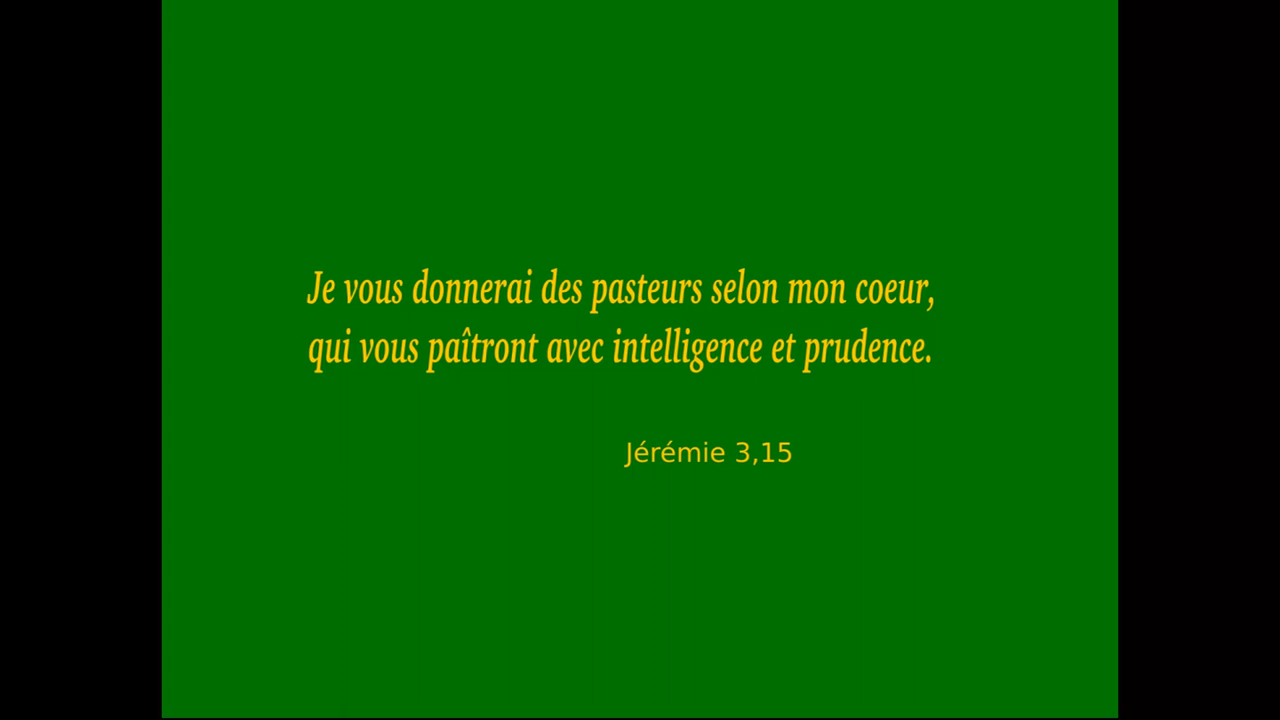 Je vous donnerai des pasteurs selon mon coeur,
qui vous paîtront avec intelligence et prudence.
Jérémie 3,15